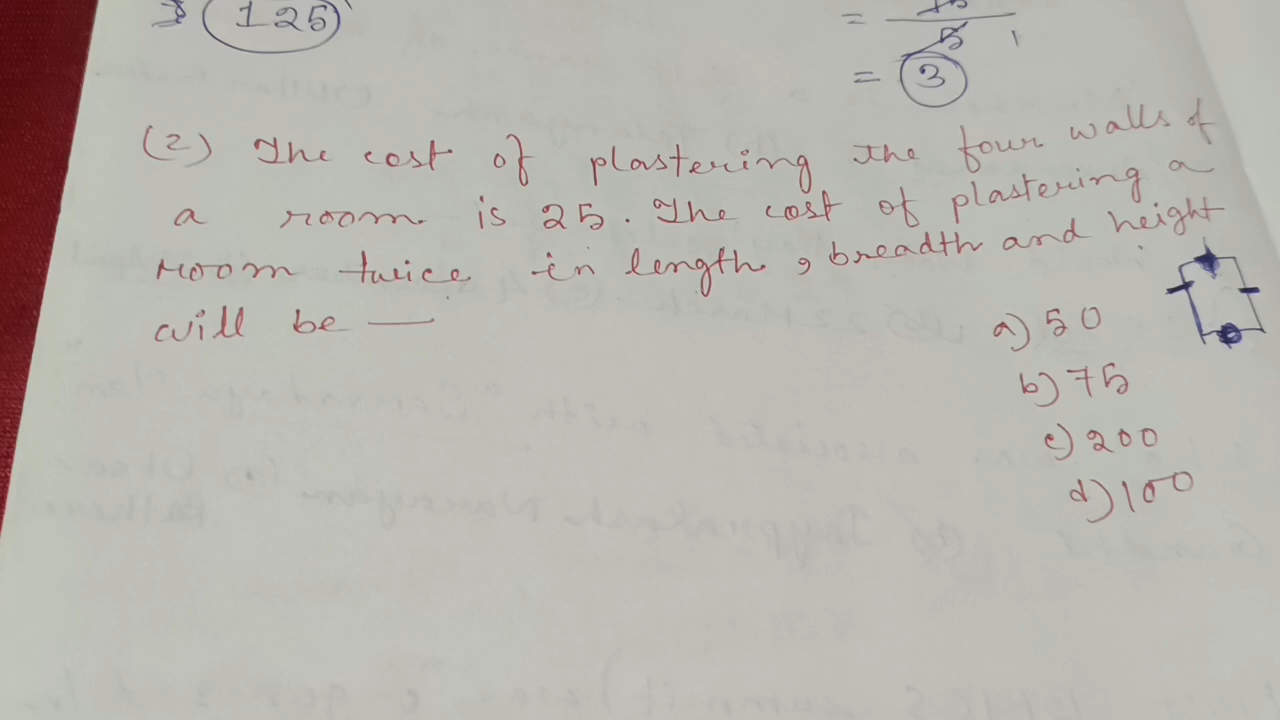 ⇒ 125
=
5
= 3
(2) The cost of plastering the four walls of
a room is 25. The cost of plastering a
room twice in length, breadth and height
will be —
a) 50
b) 75
c) 200
d) 100